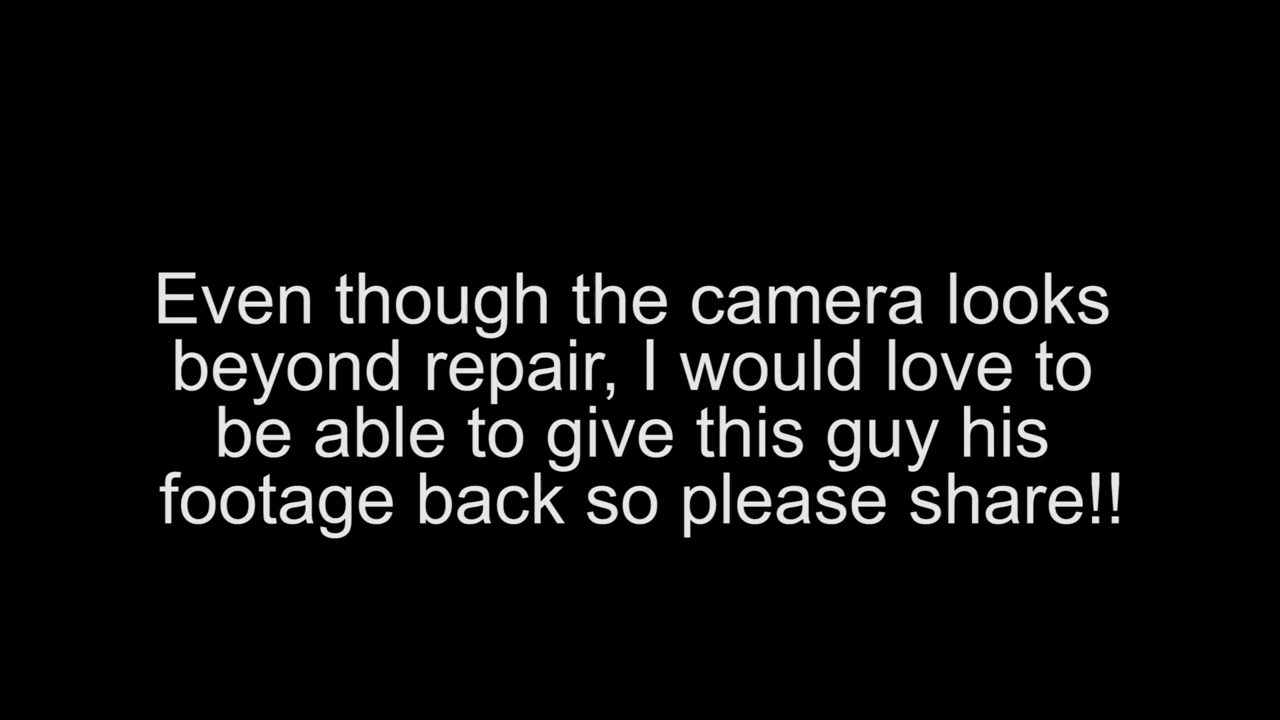 Even though the camera looks
beyond repair, I would love to
be able to give this guy his
footage back so please share!!